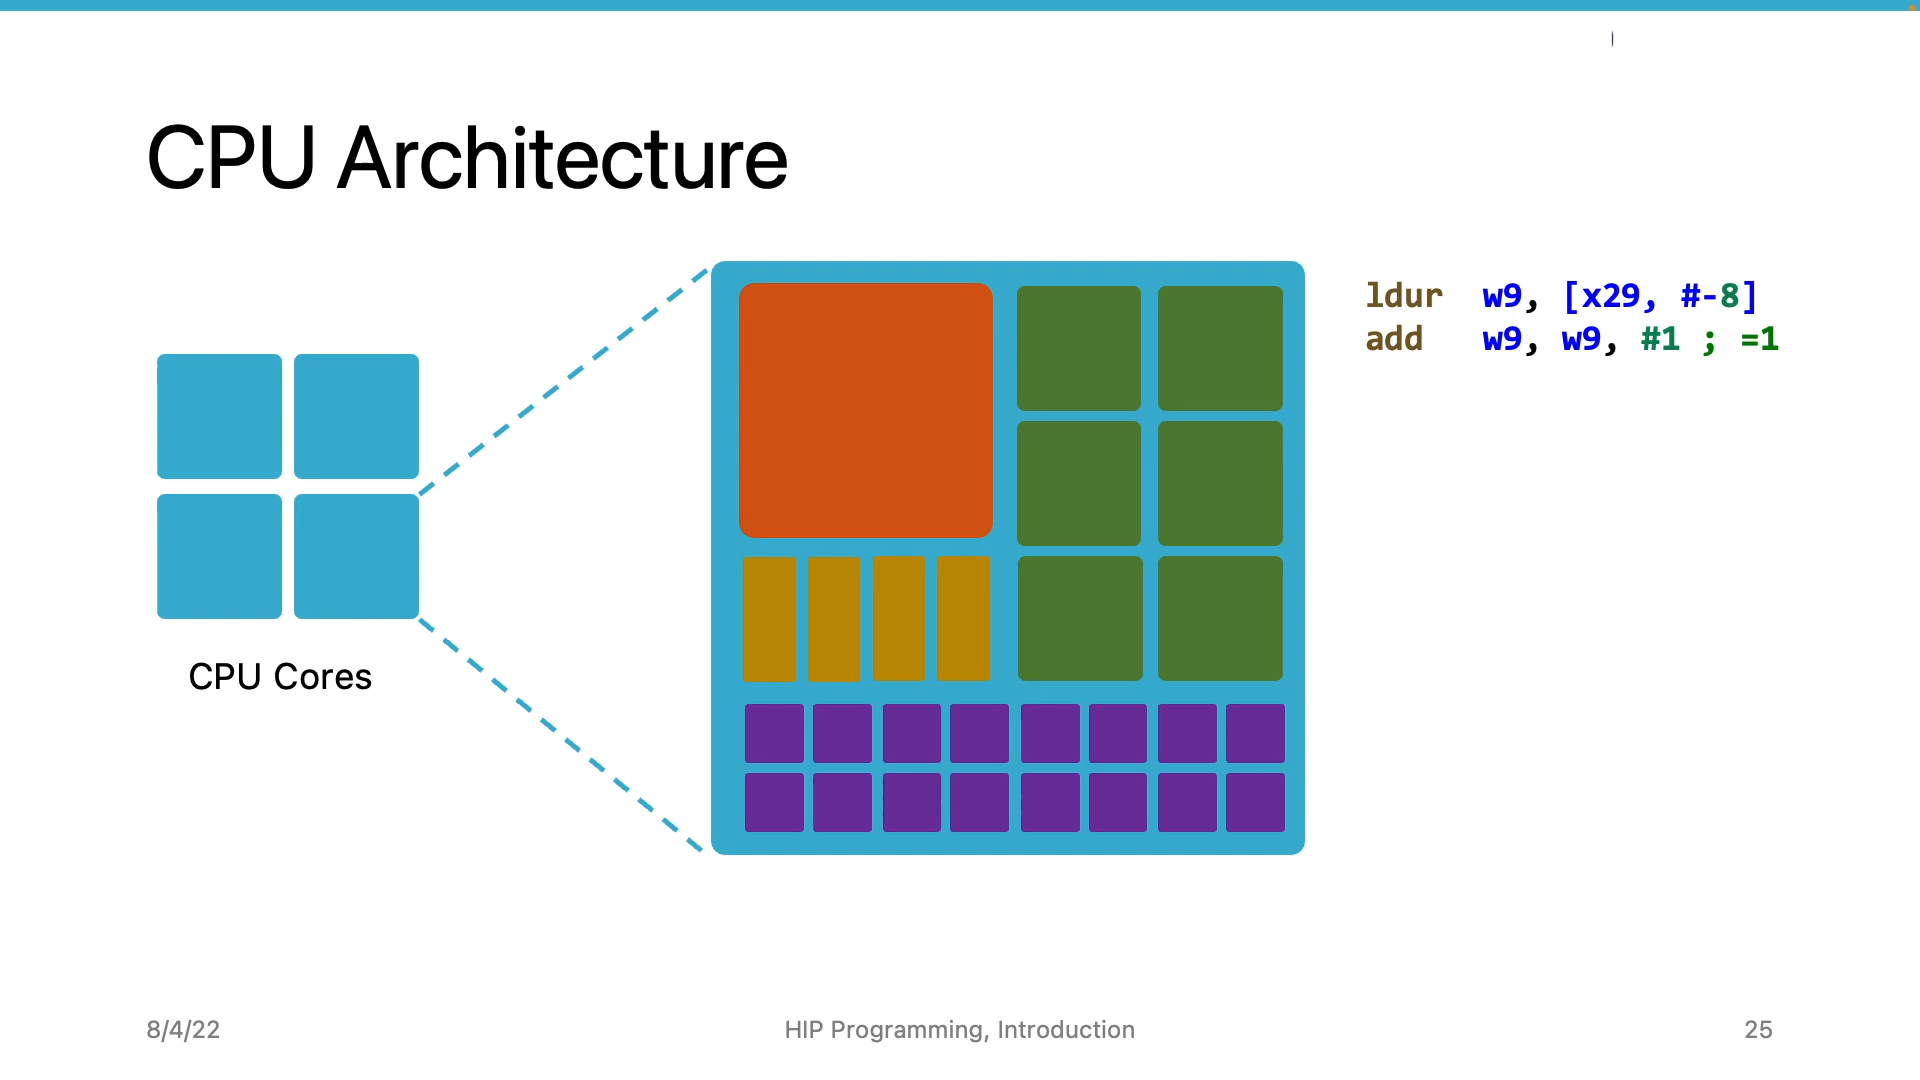 CPU Architecture
ldur w9, [x29, #-8]
add w9, w9, #1 ; =1
CPU Cores
8/4/22
HIP Programming, Introduction
25